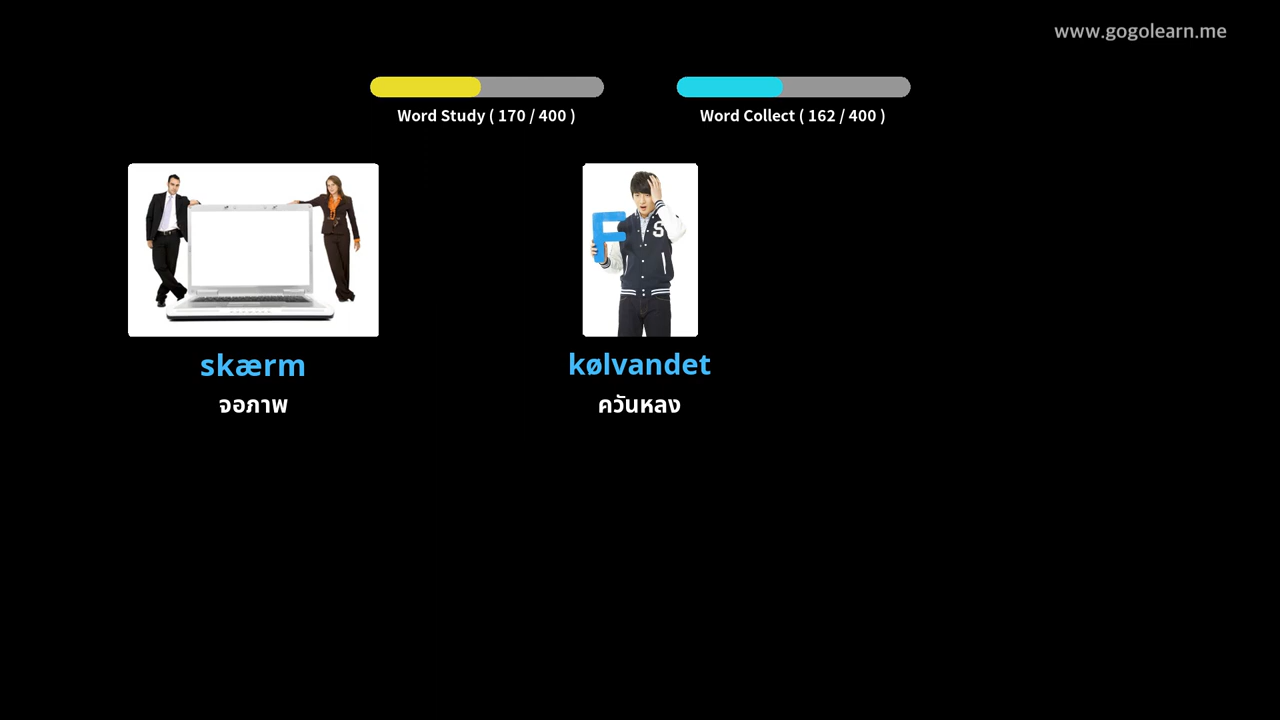 www.gogolearn.me
Word Study ( 170 / 400 )
Word Collect ( 162 / 400 )
F
S
skærm
kølvandet
จอภาพ
ควันหลง